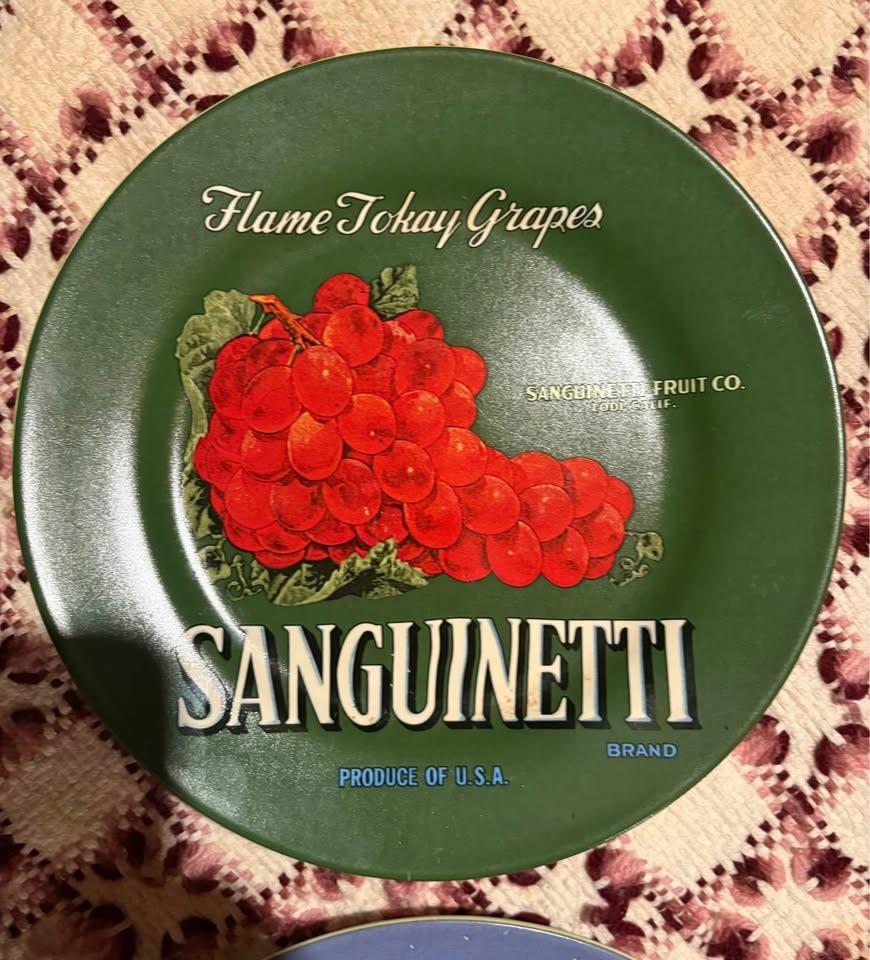 Flame Tokay Grapes
SANGUINETTI FRUIT CO.
LODI, CALIF.
SANGUINETTI
BRAND
PRODUCE OF U.S.A.